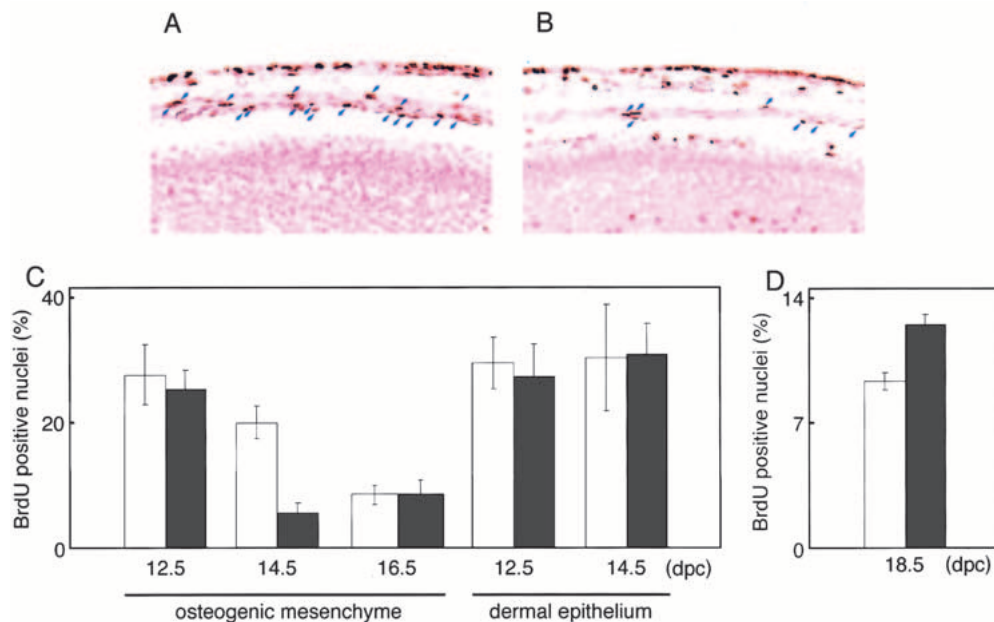 A
B
C
BrdU positive nuclei (%)
40
20
0
12.5
14.5
16.5
12.5
14.5
(dpc)
osteogenic mesenchyme
dermal epithelium
D
BrdU positive nuclei (%)
14
7
0
18.5
(dpc)